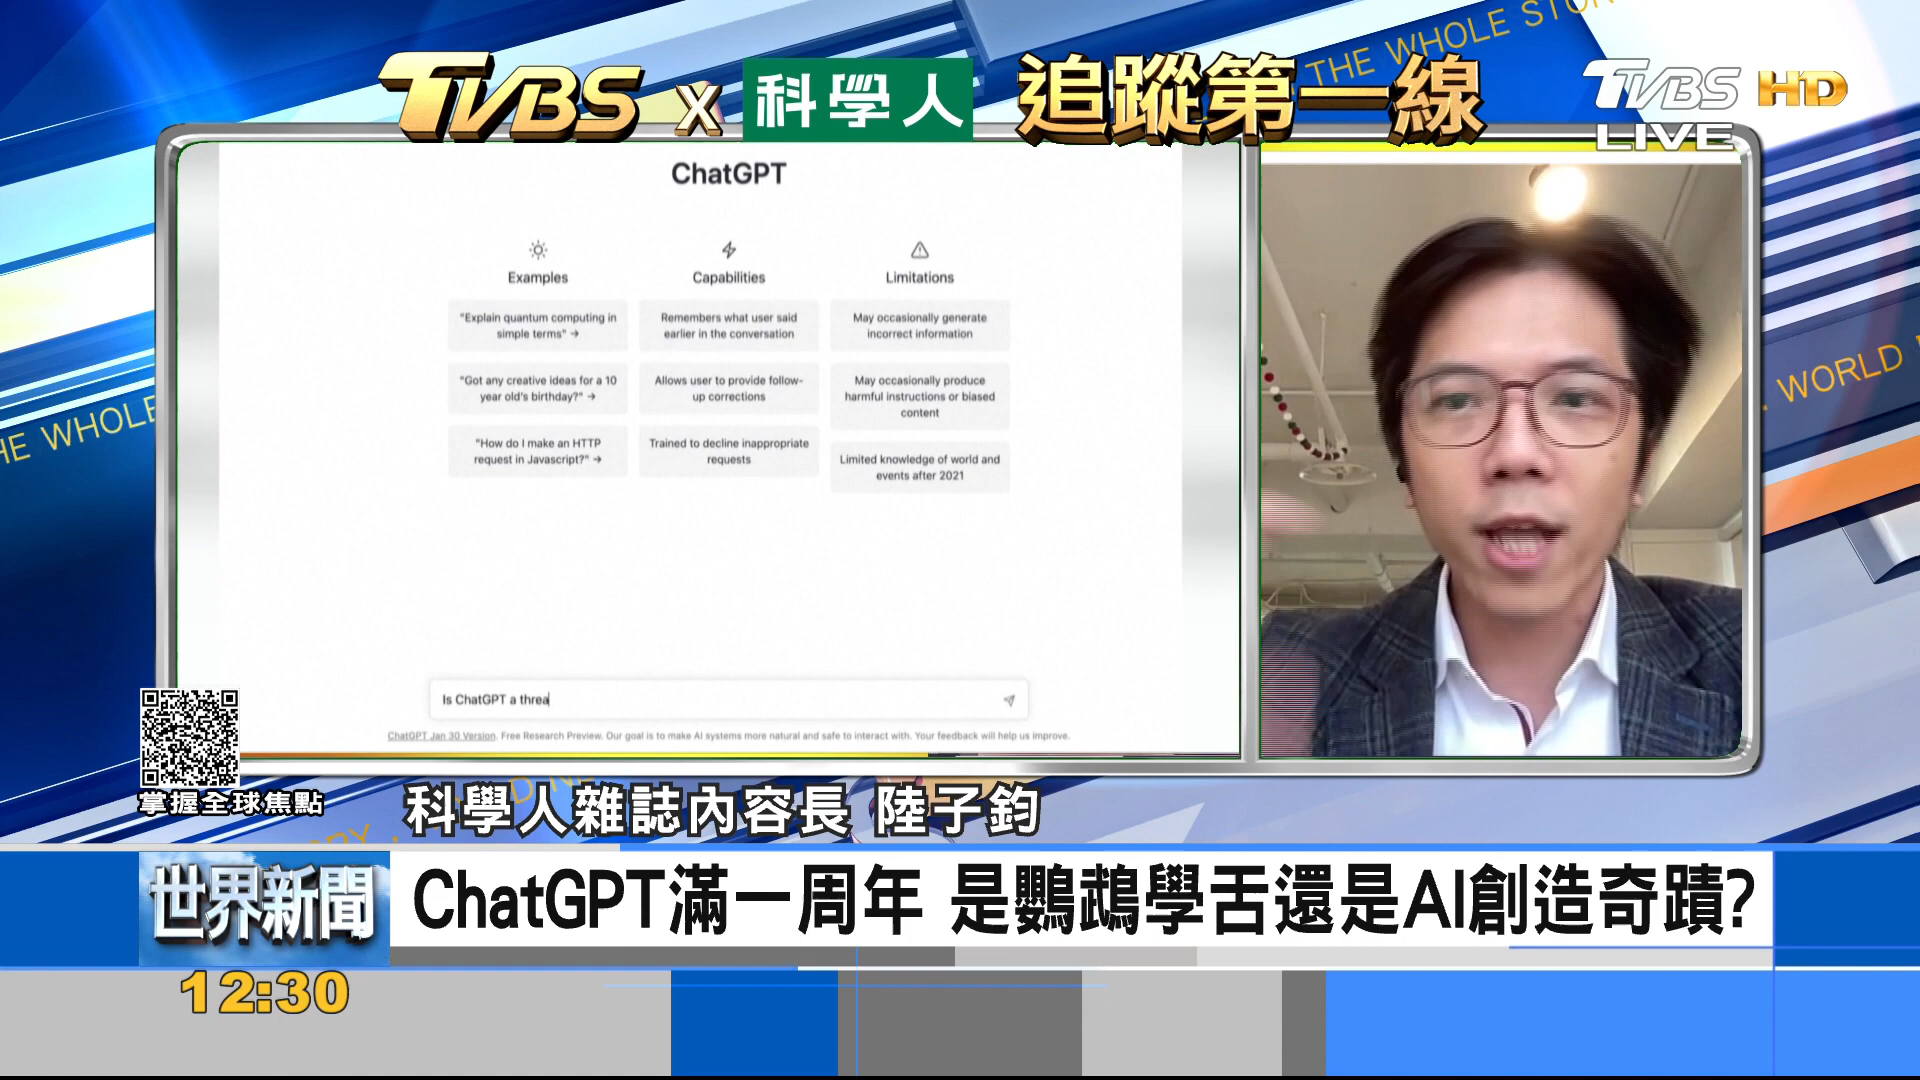 THE WHOLE STOR
TVBS x 科學人 追蹤第一線
TVBS HD
LIVE
ChatGPT
Examples
"Explain quantum computing in
simple terms" →
"Got any creative ideas for a 10
year old's birthday?" →
"How do I make an HTTP
request in Javascript?" →
Capabilities
Remembers what user said
earlier in the conversation
Allows user to provide follow-
up corrections
Trained to decline inappropriate
requests
Limitations
May occasionally generate
incorrect information
May occasionally produce
harmful instructions or biased
content
Limited knowledge of world and
events after 2021
HE WHOLE
WORLD
Is ChatGPT a threa
ChatGPT Jan 30 Version. Free Research Preview. Our goal is to make AI systems more natural and safe to interact with. Your feedback will help us improve.
掌握全球焦點
科學人雜誌內容長 陸子鈞
世界新聞
ChatGPT滿一周年 是鸚鵡學舌還是AI創造奇蹟?
12:30